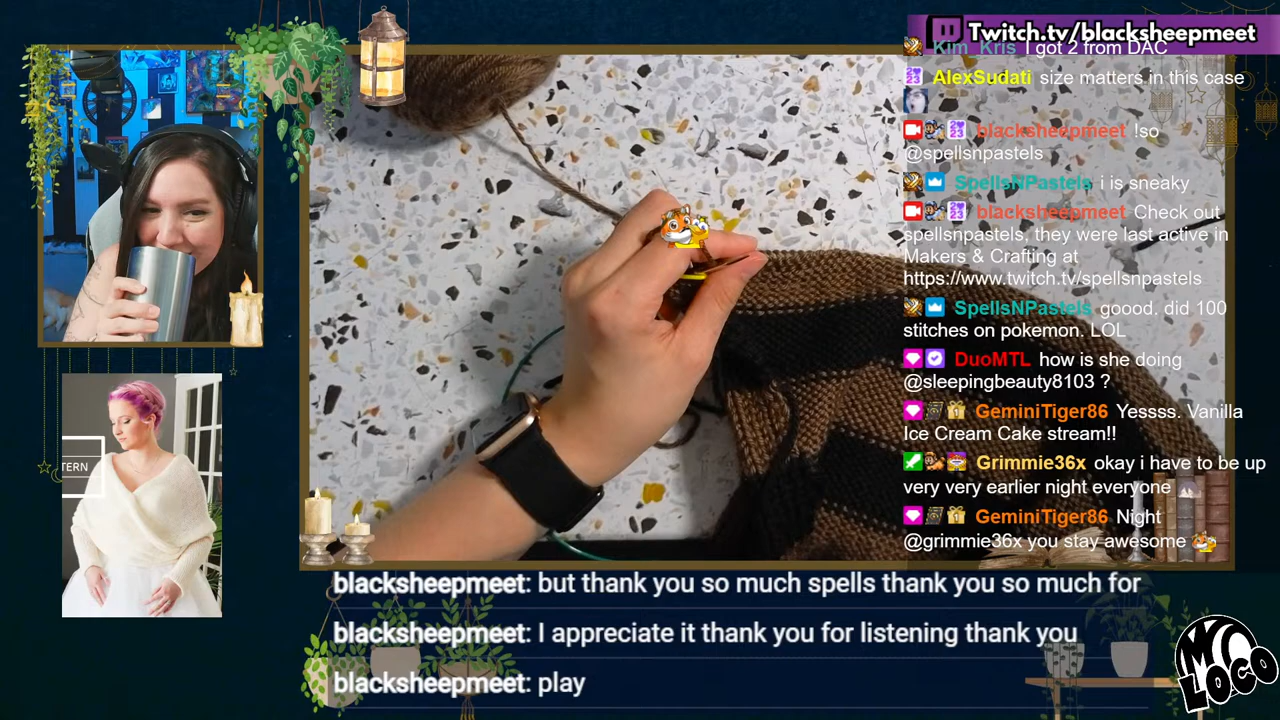 Twitch.tv/blacksheepmeet
Kim_Kris I got 2 from DAC
AlexSudati size matters in this case
blacksheepmeet !so
@spellsnpastels
SpellsNPastels i is sneaky
blacksheepmeet Check out
spellsnpastels, they were last active in
Makers & Crafting at
https://www.twitch.tv/spellsnpastels
SpellsNPastels goood. did 100
stitches on pokemon. LOL
DuoMTL how is she doing
@sleepingbeauty8103 ?
GeminiTiger86 Yessss. Vanilla
Ice Cream Cake stream!!
Grimmie36x okay i have to be up
very very earlier night everyone
GeminiTiger86 Night
@grimmie36x you stay awesome
TERN
blacksheepmeet: but thank you so much spells thank you so much for
blacksheepmeet: I appreciate it thank you for listening thank you
blacksheepmeet: play
MC
LOCO